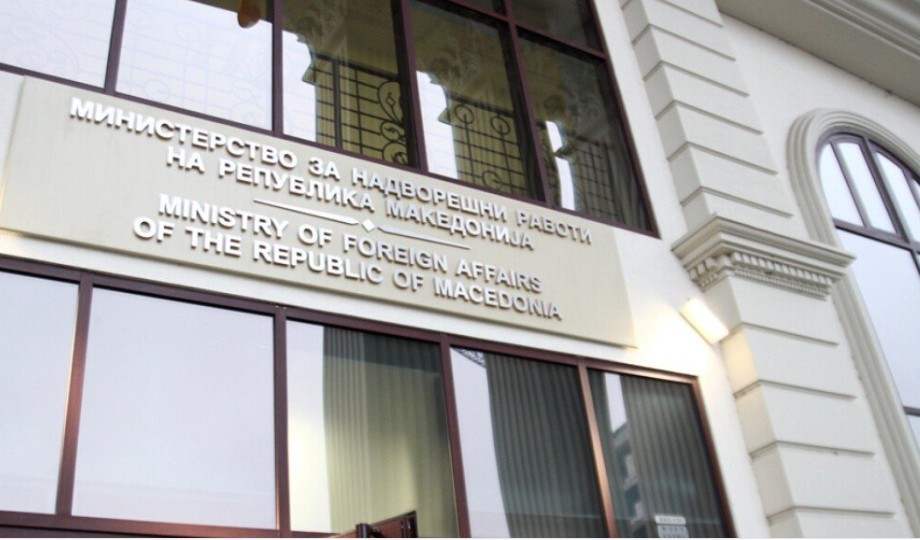 МИНИСТЕРСТВО ЗА НАДВОРЕШНИ РАБОТИ
НА РЕПУБЛИКА МАКЕДОНИЈА
MINISTRY OF FOREIGN AFFAIRS
OF THE REPUBLIC OF MACEDONIA